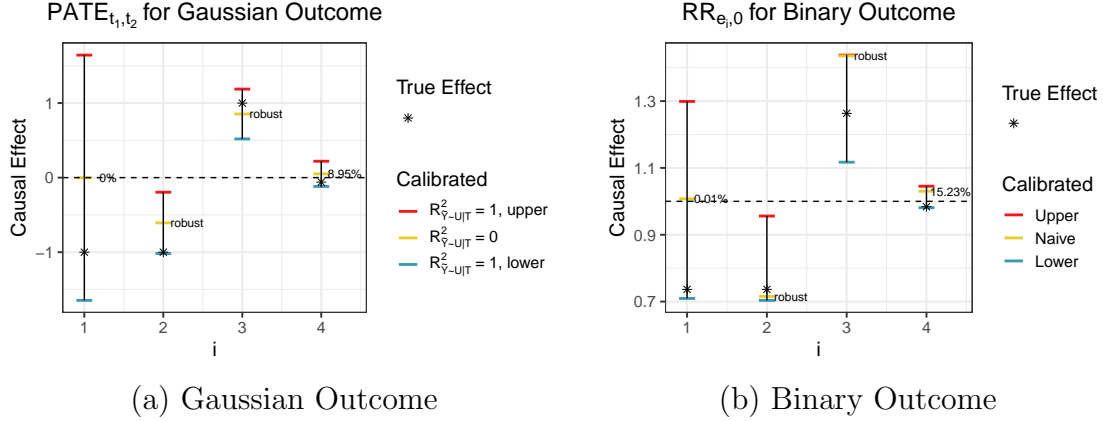 PATE_{t_1,t_2} for Gaussian Outcome
Causal Effect
1
0
−1
0%
robust
robust
8.95%
1 2 3 4
i
True Effect
Calibrated
R²_{Ỹ~U|T} = 1, upper
R²_{Ỹ~U|T} = 0
R²_{Ỹ~U|T} = 1, lower
(a) Gaussian Outcome
RR_{e_i,0} for Binary Outcome
Causal Effect
1.3
1.1
0.9
0.7
0.01%
robust
robust
15.23%
1 2 3 4
i
True Effect
Calibrated
Upper
Naive
Lower
(b) Binary Outcome